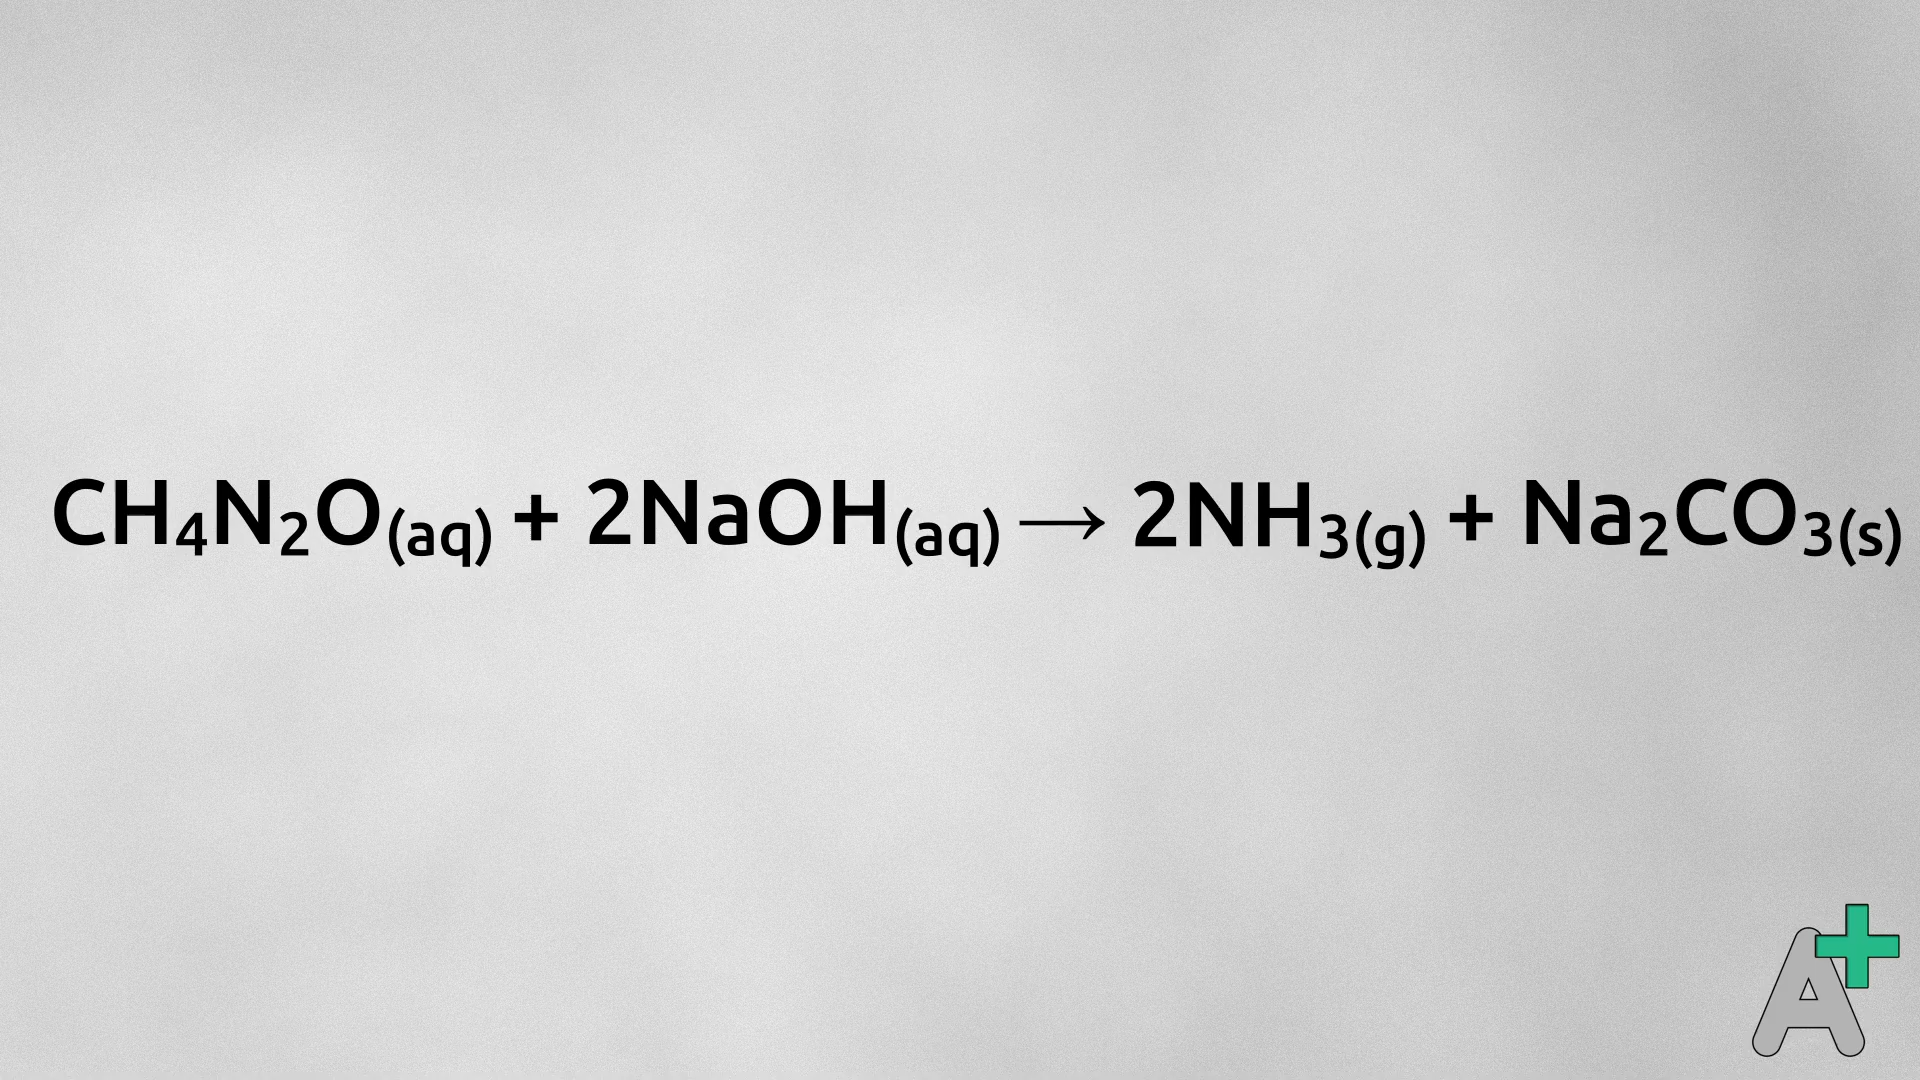 CH₄N₂O₍aq₎ + 2NaOH₍aq₎ → 2NH₃₍g₎ + Na₂CO₃₍s₎
A+